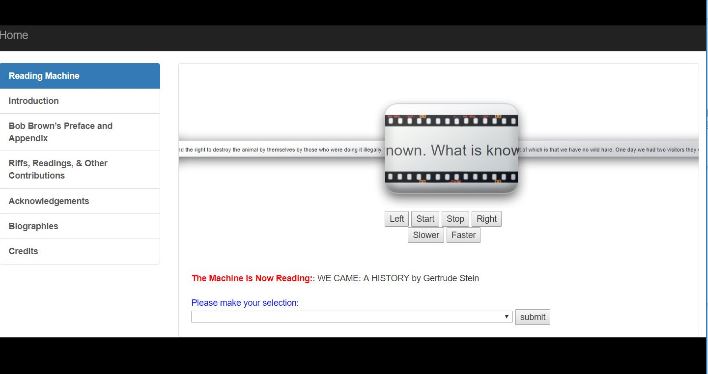 Home
Reading Machine
Introduction
Bob Brown's Preface and
Appendix
Riffs, Readings, & Other
Contributions
Acknowledgements
Biographies
Credits
nd the right to destroy the animal by themselves by those who were doing it illegally. nown. What is know t of which is that we have no wild hare. One day we had two visitors they
Left Start Stop Right
Slower Faster
The Machine Is Now Reading:: WE CAME: A HISTORY by Gertrude Stein
Please make your selection:
submit